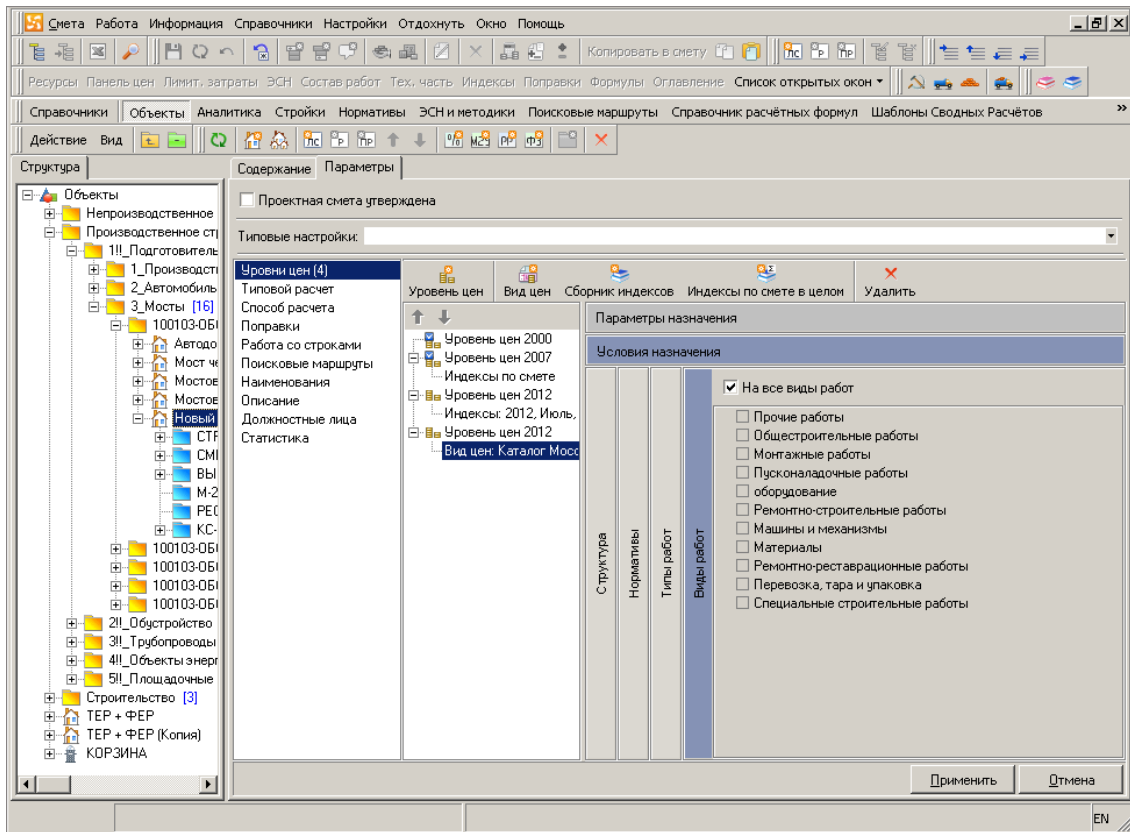 Смета Работа Информация Справочники Настройки Отдохнуть Окно Помощь
Копировать в смету
Ресурсы Панель цен Лимит. затраты ЭСН Состав работ Тех. часть Индексы Поправки Формулы Оглавление Список открытых окон
Справочники Объекты Аналитика Стройки Нормативы ЭСН и методики Поисковые маршруты Справочник расчётных формул Шаблоны Сводных Расчётов »
Действие Вид
Структура
Содержание Параметры
Объекты
Непроизводственное
Производственное стр
1!!_Подготовитель
1_Производст
2_Автомобиль
3_Мосты [16]
100103-ОБ
Автодо
Мост че
Мостов
Мостов
Новый
СТР
СМ
ВЫ
М-2
РЕС
КС-
100103-ОБ
100103-ОБ
100103-ОБ
100103-ОБ
2!!_Обустройство
3!!_Трубопроводы
4!!_Объекты энерг
5!!_Площадочные
Строительство [3]
ТЕР + ФЕР
ТЕР + ФЕР (Копия)
КОРЗИНА
Проектная смета утверждена
Типовые настройки:
Уровни цен (4)
Типовой расчет
Способ расчета
Поправки
Работа со строками
Поисковые маршруты
Наименования
Описание
Должностные лица
Статистика
Уровень цен Вид цен Сборник индексов Индексы по смете в целом Удалить
Уровень цен 2000
Уровень цен 2007
Индексы по смете
Уровень цен 2012
Индексы: 2012, Июль,
Уровень цен 2012
Вид цен: Каталог Мосс
Параметры назначения
Условия назначения
Структура
Нормативы
Типы работ
Виды работ
На все виды работ
Прочие работы
Общестроительные работы
Монтажные работы
Пусконаладочные работы
оборудование
Ремонтно-строительные работы
Машины и механизмы
Материалы
Ремонтно-реставрационные работы
Перевозка, тара и упаковка
Специальные строительные работы
Применить Отмена
EN